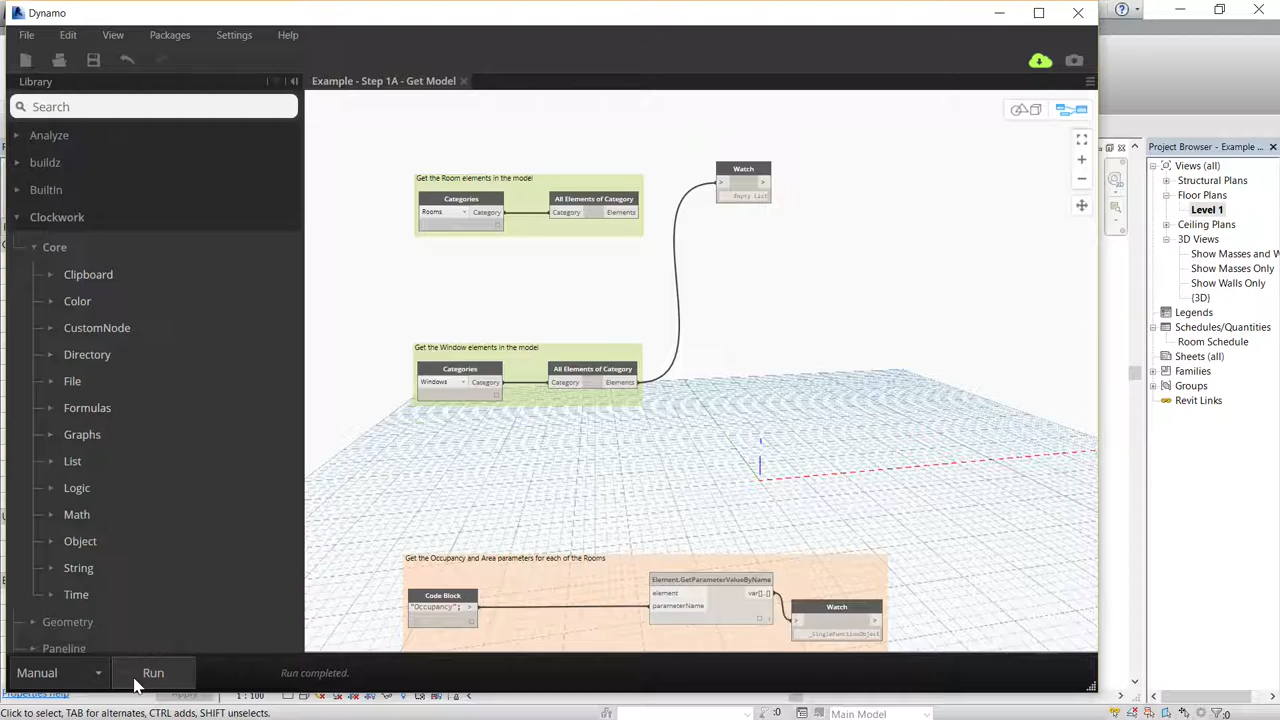 Dynamo
File Edit View Packages Settings Help
Library
Example - Step 1A - Get Model
Search
Analyze
buildz
BuiltIn
Clockwork
Core
Clipboard
Color
CustomNode
Directory
File
Formulas
Graphs
List
Logic
Math
Object
String
Time
Geometry
Paneling
Get the Room elements in the model
Categories
Rooms
Category
All Elements of Category
Category Elements
Watch
> >
Empty List
Get the Window elements in the model
Categories
Windows
Category
All Elements of Category
Category Elements
Get the Occupancy and Area parameters for each of the Rooms
Code Block
"Occupancy"; >
Element.GetParameterValueByName
element var[]..[]
parameterName
Watch
> >
_SingleFunctionObject
Manual Run Run completed.
Project Browser - Example ...
Views (all)
Structural Plans
Floor Plans
Level 1
Ceiling Plans
3D Views
Show Masses and W
Show Masses Only
Show Walls Only
{3D}
Legends
Schedules/Quantities
Room Schedule
Sheets (all)
Families
Groups
Revit Links
Properties help
1 : 100
Click to select, TAB for alternates, CTRL adds, SHIFT unselects.
:0
Main Model
:0